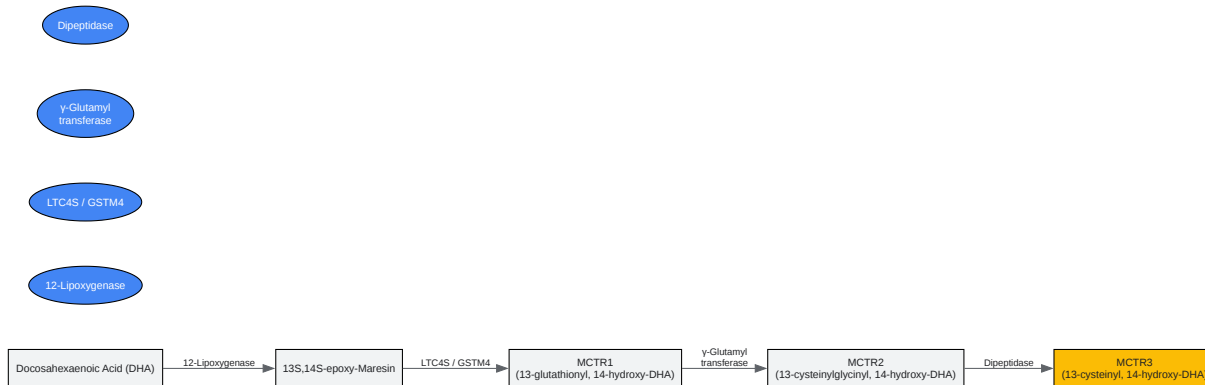 Dipeptidase
γ-Glutamyl
transferase
LTC4S / GSTM4
12-Lipoxygenase
Docosahexaenoic Acid (DHA)
12-Lipoxygenase
13S,14S-epoxy-Maresin
LTC4S / GSTM4
MCTR1
(13-glutathionyl, 14-hydroxy-DHA)
γ-Glutamyl
transferase
MCTR2
(13-cysteinylglycinyl, 14-hydroxy-DHA)
Dipeptidase
MCTR3
(13-cysteinyl, 14-hydroxy-DHA)